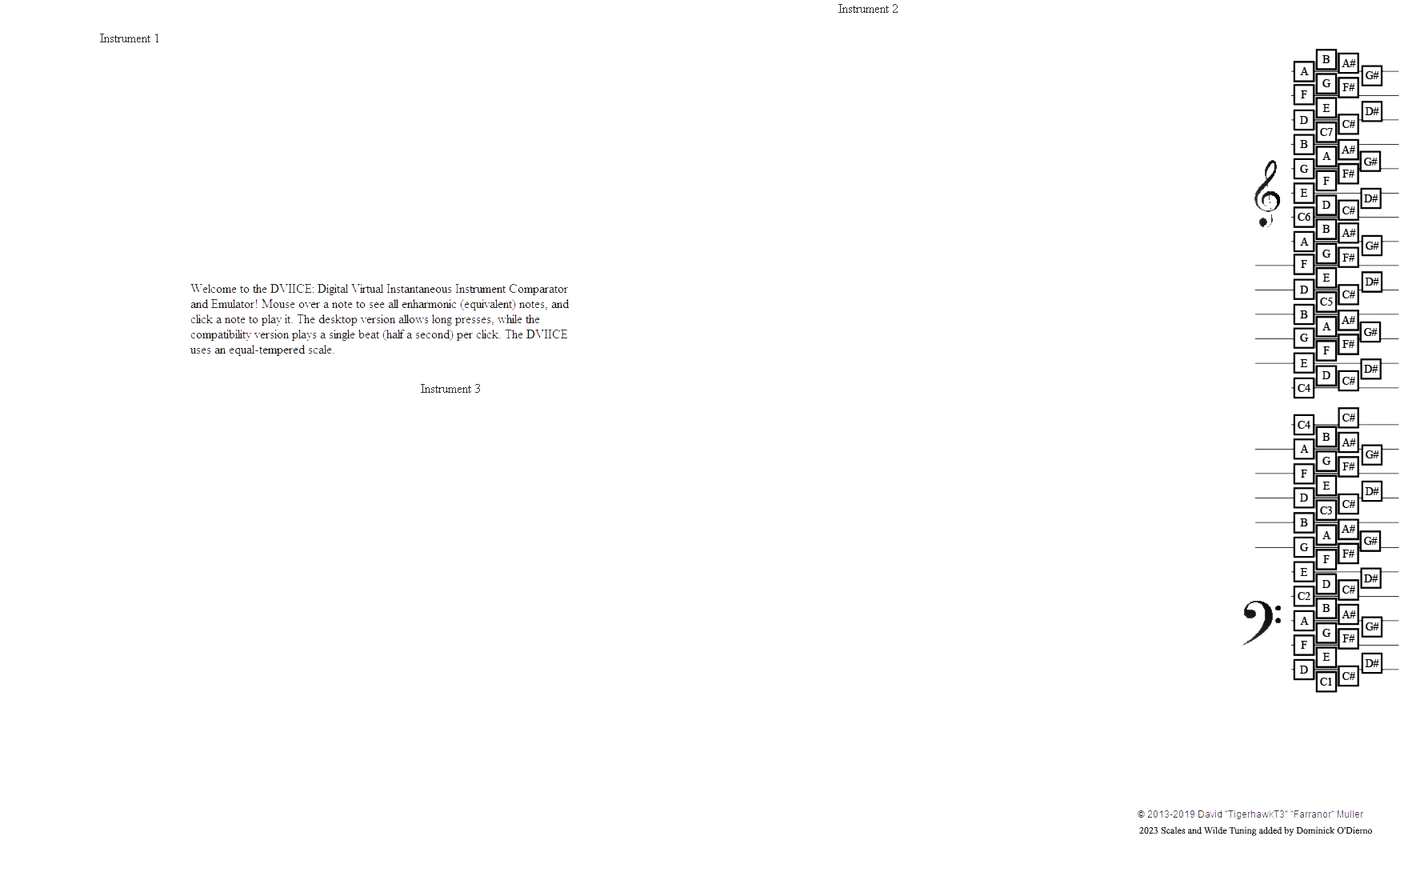 Instrument 2
Instrument 1
B
A#
A
G#
G
F#
F
E
D#
D
C#
C7
B
A#
A
G#
G
F#
F
E
D#
D
C#
C6
B
A#
A
G#
G
F#
F
E
D#
D
C#
C5
B
A#
A
G#
G
F#
F
E
D#
D
C#
C4
Welcome to the DVIICE: Digital Virtual Instantaneous Instrument Comparator
and Emulator! Mouse over a note to see all enharmonic (equivalent) notes, and
click a note to play it. The desktop version allows long presses, while the
compatibility version plays a single beat (half a second) per click. The DVIICE
uses an equal-tempered scale.
Instrument 3
C#
C4
B
A#
A
G#
G
F#
F
E
D#
D
C#
C3
B
A#
A
G#
G
F#
F
E
D#
D
C#
C2
B
A#
A
G#
G
F#
F
E
D#
D
C#
C1
© 2013-2019 David "TigerhawkT3" "Farranor" Muller
2023 Scales and Wilde Tuning added by Dominick O'Dierno